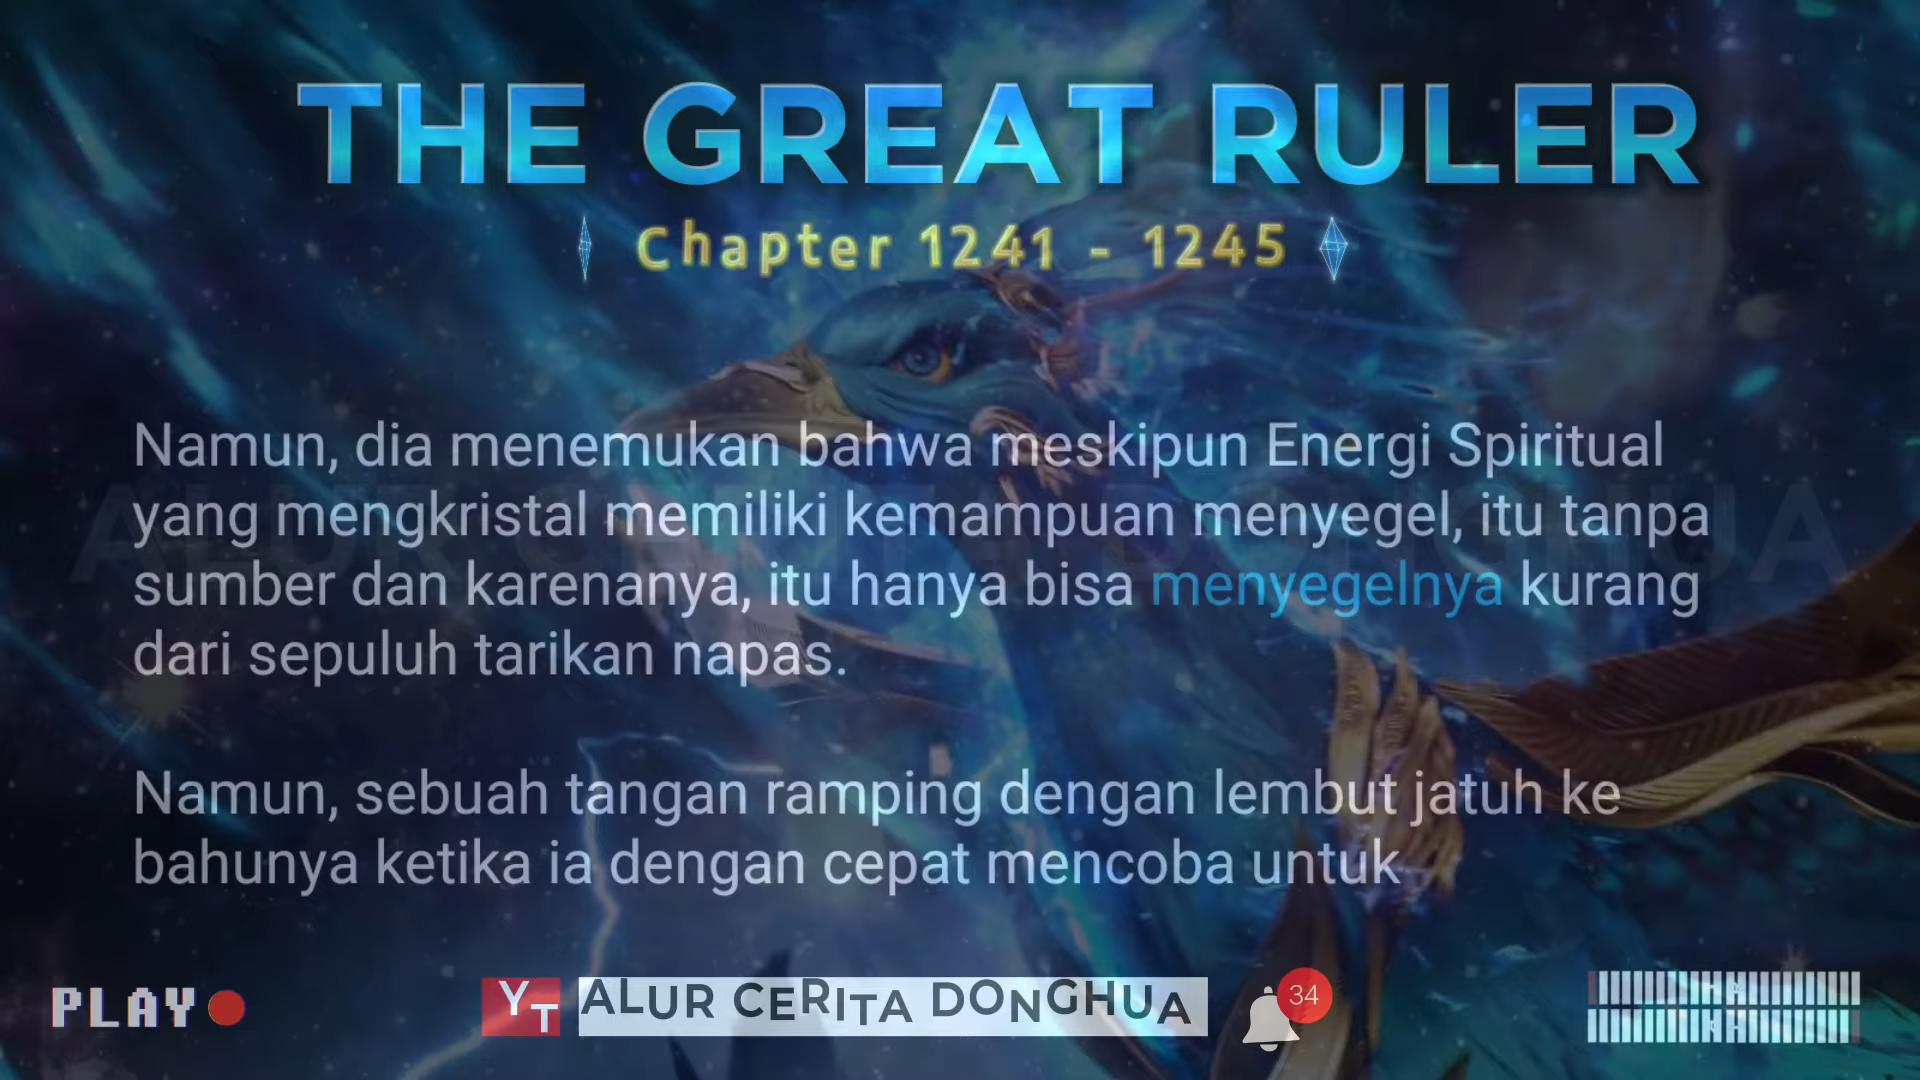 THE GREAT RULER
Chapter 1241 - 1245
Namun, dia menemukan bahwa meskipun Energi Spiritual
yang mengkristal memiliki kemampuan menyegel, itu tanpa
sumber dan karenanya, itu hanya bisa menyegelnya kurang
dari sepuluh tarikan napas.
Namun, sebuah tangan ramping dengan lembut jatuh ke
bahunya ketika ia dengan cepat mencoba untuk
PLAY
YT ALUR CERITA DONGHUA
34